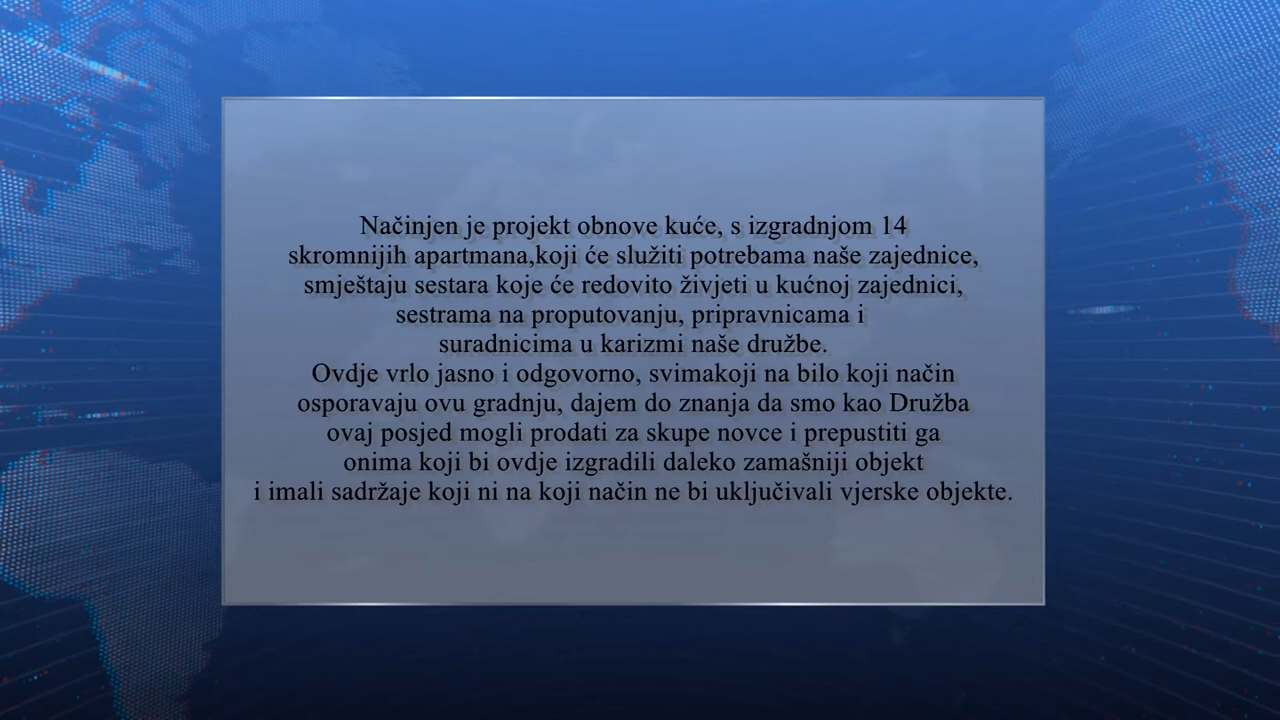 Načinjen je projekt obnove kuće, s izgradnjom 14
skromnijih apartmana,koji će služiti potrebama naše zajednice,
smještaju sestara koje će redovito živjeti u kućnoj zajednici,
sestrama na proputovanju, pripravnicama i
suradnicima u karizmi naše družbe.
Ovdje vrlo jasno i odgovorno, svimakoji na bilo koji način
osporavaju ovu gradnju, dajem do znanja da smo kao Družba
ovaj posjed mogli prodati za skupe novce i prepustiti ga
onima koji bi ovdje izgradili daleko zamašniji objekt
i imali sadržaje koji ni na koji način ne bi uključivali vjerske objekte.